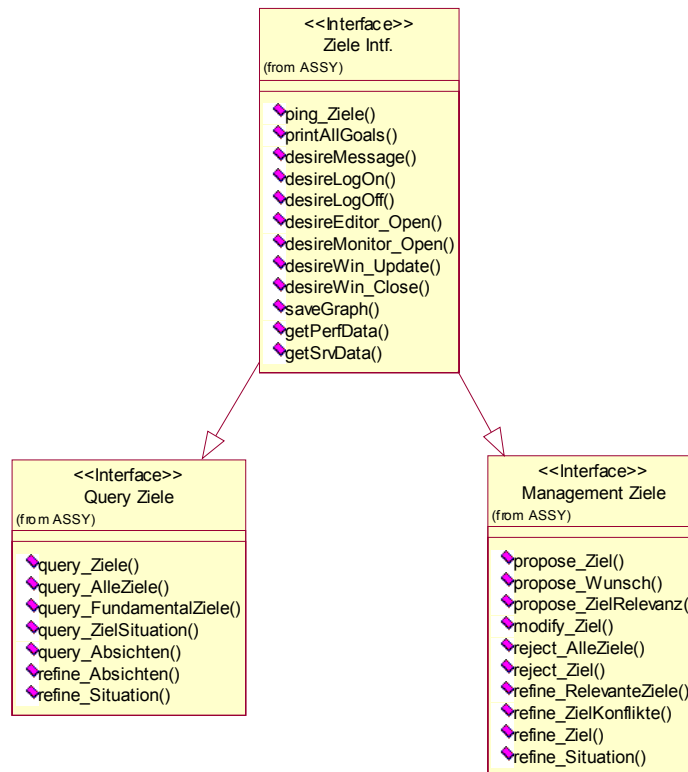 <<Interface>>
Ziele Intf.
(from ASSY)
ping_Ziele()
printAllGoals()
desireMessage()
desireLogOn()
desireLogOff()
desireEditor_Open()
desireMonitor_Open()
desireWin_Update()
desireWin_Close()
saveGraph()
getPerfData()
getSrvData()
<<Interface>>
Query Ziele
(from ASSY)
query_Ziele()
query_AlleZiele()
query_FundamentalZiele()
query_ZielSituation()
query_Absichten()
refine_Absichten()
refine_Situation()
<<Interface>>
Management Ziele
(from ASSY)
propose_Ziel()
propose_Wunsch()
propose_ZielRelevanz(
modify_Ziel()
reject_AlleZiele()
reject_Ziel()
refine_RelevanteZiele()
refine_ZielKonflikte()
refine_Ziel()
refine_Situation()